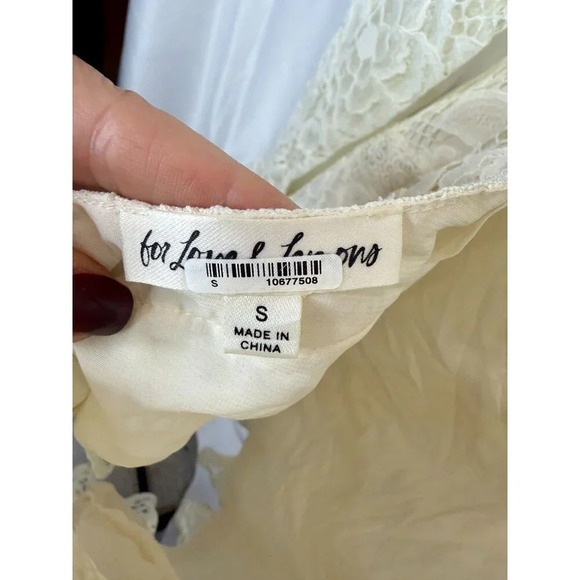 for Love & Lemons
S 10677508
S
MADE IN
CHINA